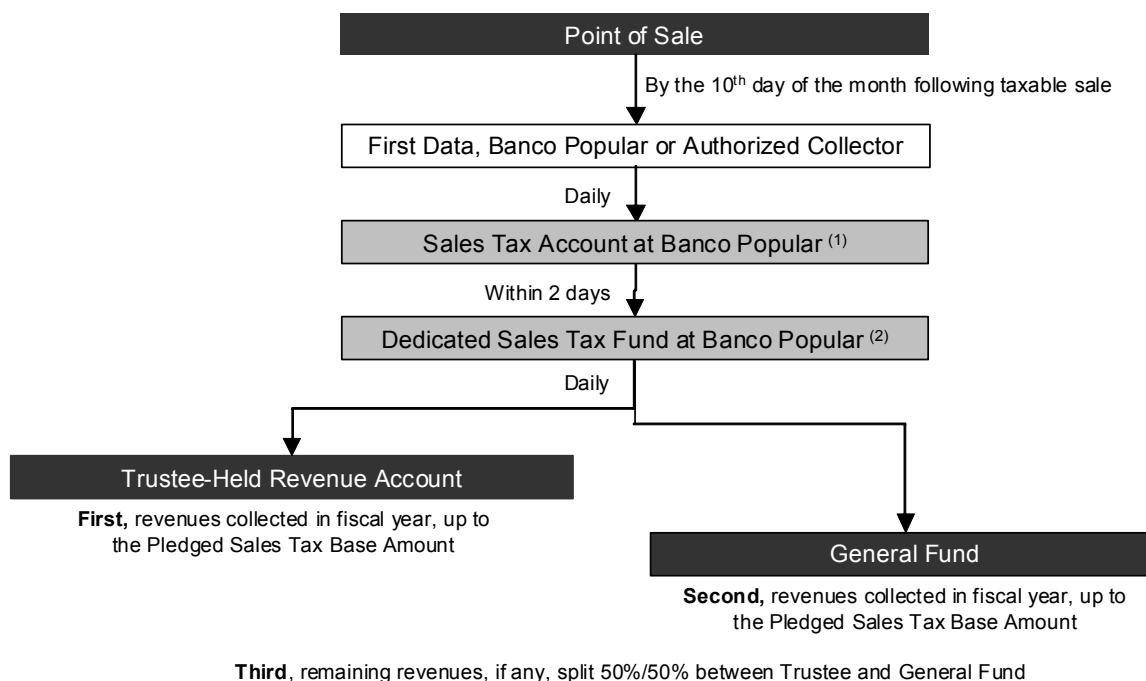 Point of Sale
By the 10th day of the month following taxable sale
First Data, Banco Popular or Authorized Collector
Daily
Sales Tax Account at Banco Popular (1)
Within 2 days
Dedicated Sales Tax Fund at Banco Popular (2)
Daily
Trustee-Held Revenue Account
First, revenues collected in fiscal year, up to
the Pledged Sales Tax Base Amount
General Fund
Second, revenues collected in fiscal year, up to
the Pledged Sales Tax Base Amount
Third, remaining revenues, if any, split 50%/50% between Trustee and General Fund